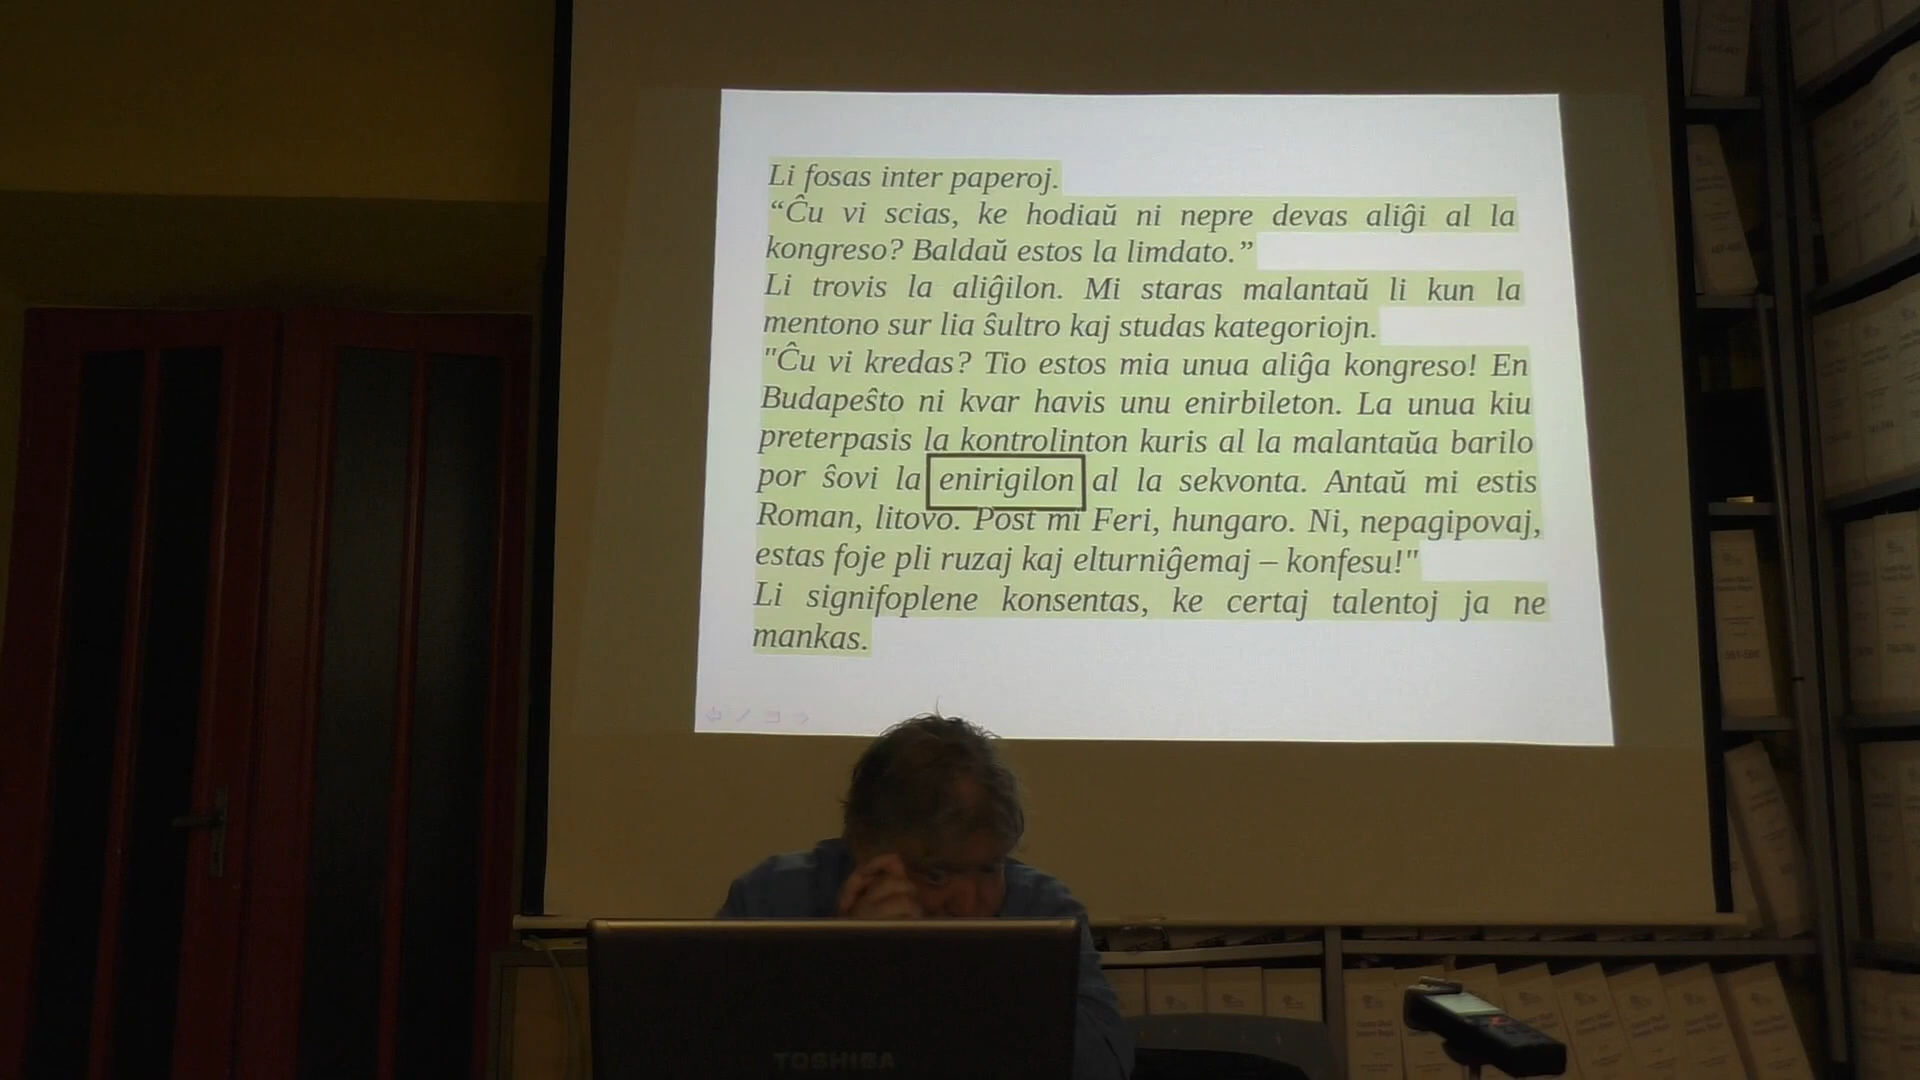 Li fosas inter paperoj.
“Ĉu vi scias, ke hodiaŭ ni nepre devas aliĝi al la
kongreso? Baldaŭ estos la limdato.”
Li trovis la aliĝilon. Mi staras malantaŭ li kun la
mentono sur lia ŝultro kaj studas kategoriojn.
"Ĉu vi kredas? Tio estos mia unua aliĝa kongreso! En
Budapeŝto ni kvar havis unu enirbileton. La unua kiu
preterpasis la kontrolinton kuris al la malantaŭa barilo
por ŝovi la enirigilon al la sekvonta. Antaŭ mi estis
Roman, litovo. Post mi Feri, hungaro. Ni, nepagipovaj,
estas foje pli ruzaj kaj elturniĝemaj – konfesu!"
Li signifoplene konsentas, ke certaj talentoj ja ne
mankas.
TOSHIBA